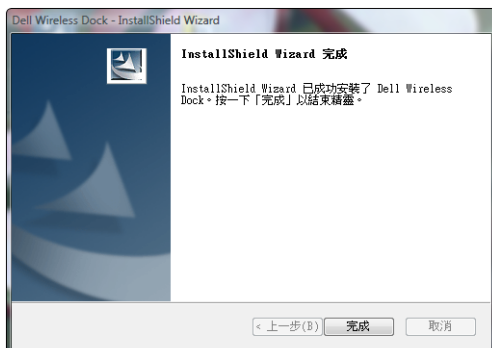 Dell Wireless Dock - InstallShield Wizard
InstallShield Wizard 完成
InstallShield Wizard 已成功安裝了 Dell Wireless
Dock。按一下「完成」以結束精靈。
< 上一步(B) 完成 取消